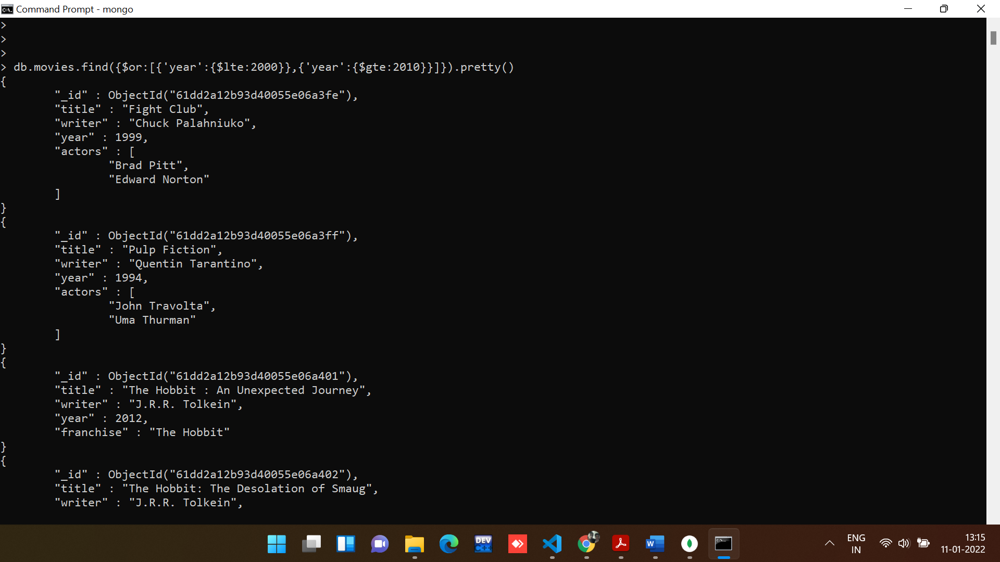 Command Prompt - mongo
>
>
>
> db.movies.find({$or:[{'year':{$lte:2000}},{'year':{$gte:2010}}]}).pretty()
{
"_id" : ObjectId("61dd2a12b93d40055e06a3fe"),
"title" : "Fight Club",
"writer" : "Chuck Palahniuko",
"year" : 1999,
"actors" : [
"Brad Pitt",
"Edward Norton"
]
}
{
"_id" : ObjectId("61dd2a12b93d40055e06a3ff"),
"title" : "Pulp Fiction",
"writer" : "Quentin Tarantino",
"year" : 1994,
"actors" : [
"John Travolta",
"Uma Thurman"
]
}
{
"_id" : ObjectId("61dd2a12b93d40055e06a401"),
"title" : "The Hobbit : An Unexpected Journey",
"writer" : "J.R.R. Tolkein",
"year" : 2012,
"franchise" : "The Hobbit"
}
{
"_id" : ObjectId("61dd2a12b93d40055e06a402"),
"title" : "The Hobbit: The Desolation of Smaug",
"writer" : "J.R.R. Tolkein",
DEV
C++
W
ENG
IN
13:15
11-01-2022